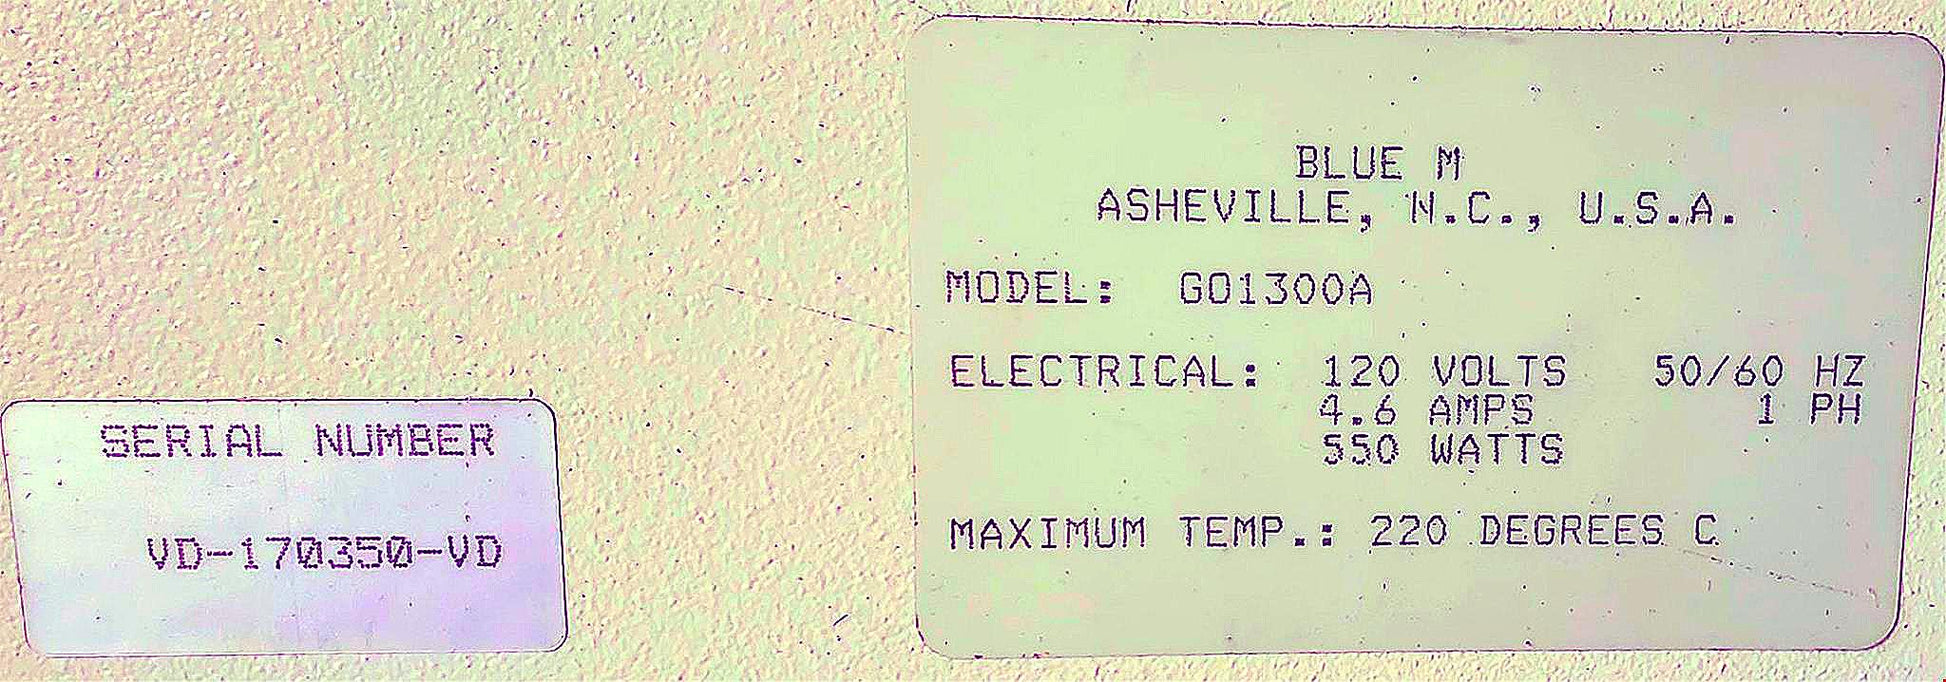 BLUE M
ASHEVILLE, N.C., U.S.A.
MODEL: GO1300A
ELECTRICAL: 120 VOLTS 50/60 HZ
4.6 AMPS 1 PH
550 WATTS
MAXIMUM TEMP.: 220 DEGREES C
SERIAL NUMBER
VD-170350-VD